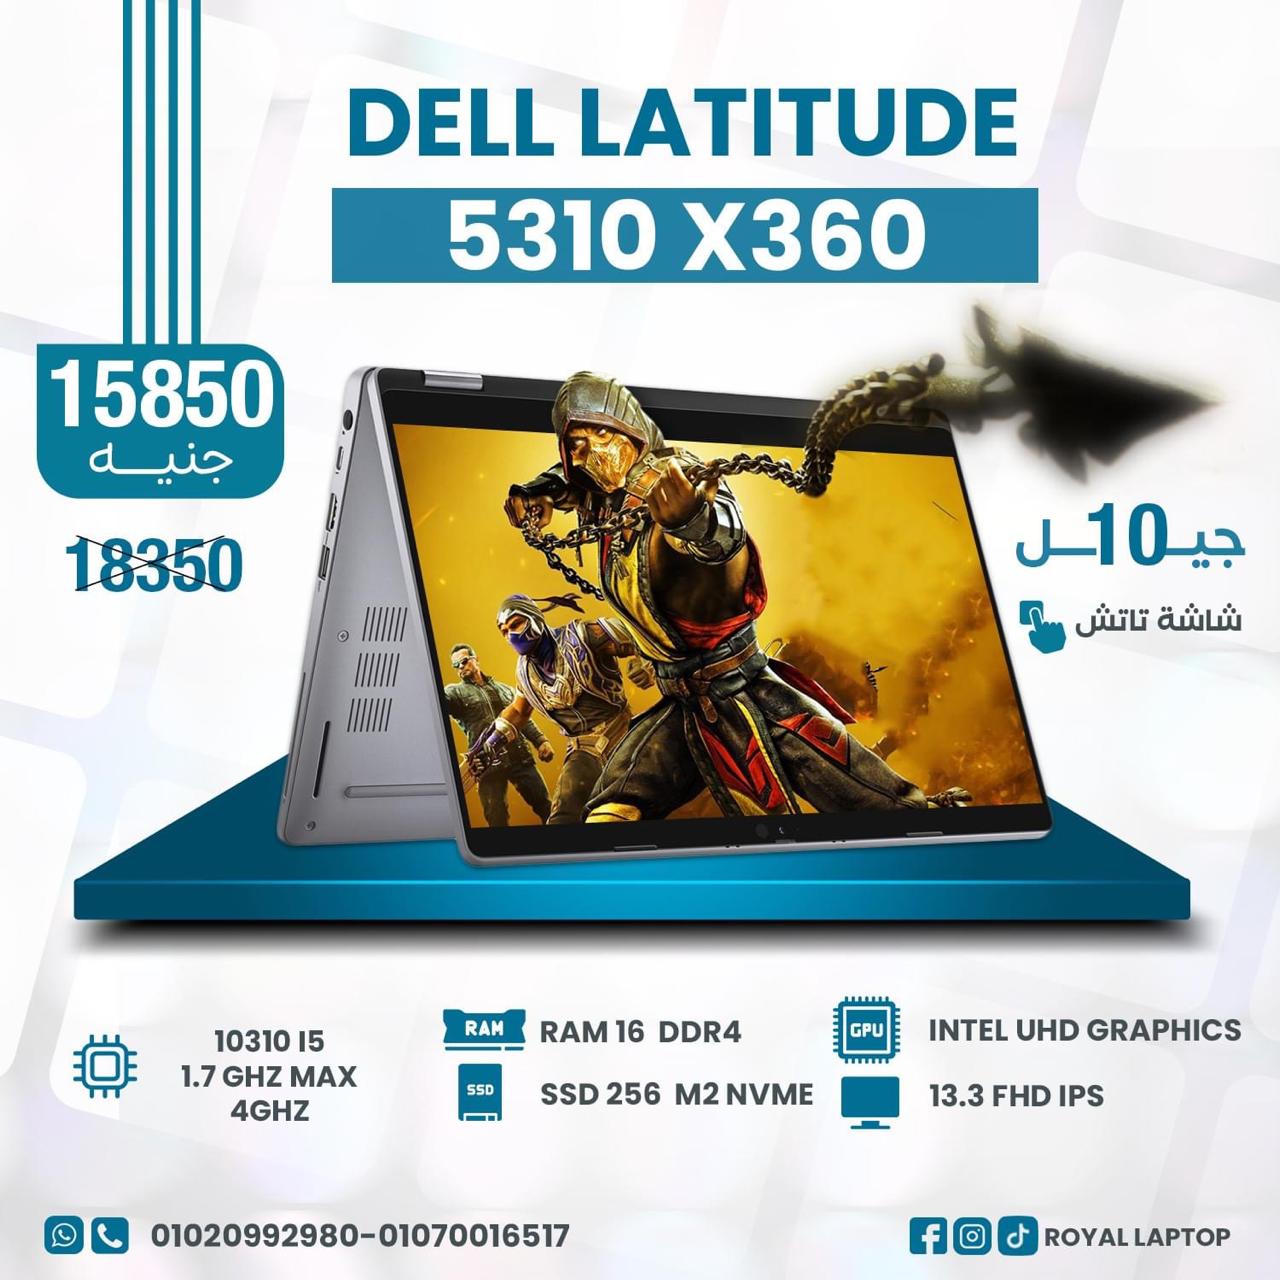 DELL LATITUDE
5310 X360
15850
جنيـــه
18350
جيـ10ـل
شاشة تاتش
10310 I5
1.7 GHZ MAX
4GHZ
RAM
RAM 16 DDR4
SSD
SSD 256 M2 NVME
GPU
INTEL UHD GRAPHICS
13.3 FHD IPS
01020992980-01070016517
ROYAL LAPTOP